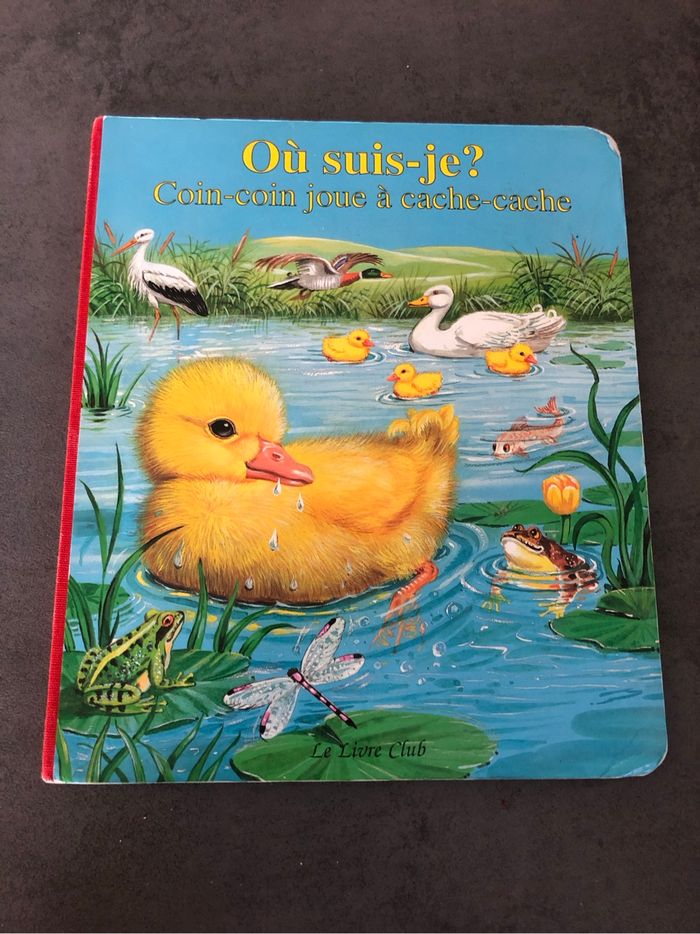 Où suis-je?
Coin-coin joue à cache-cache
Le Livre Club